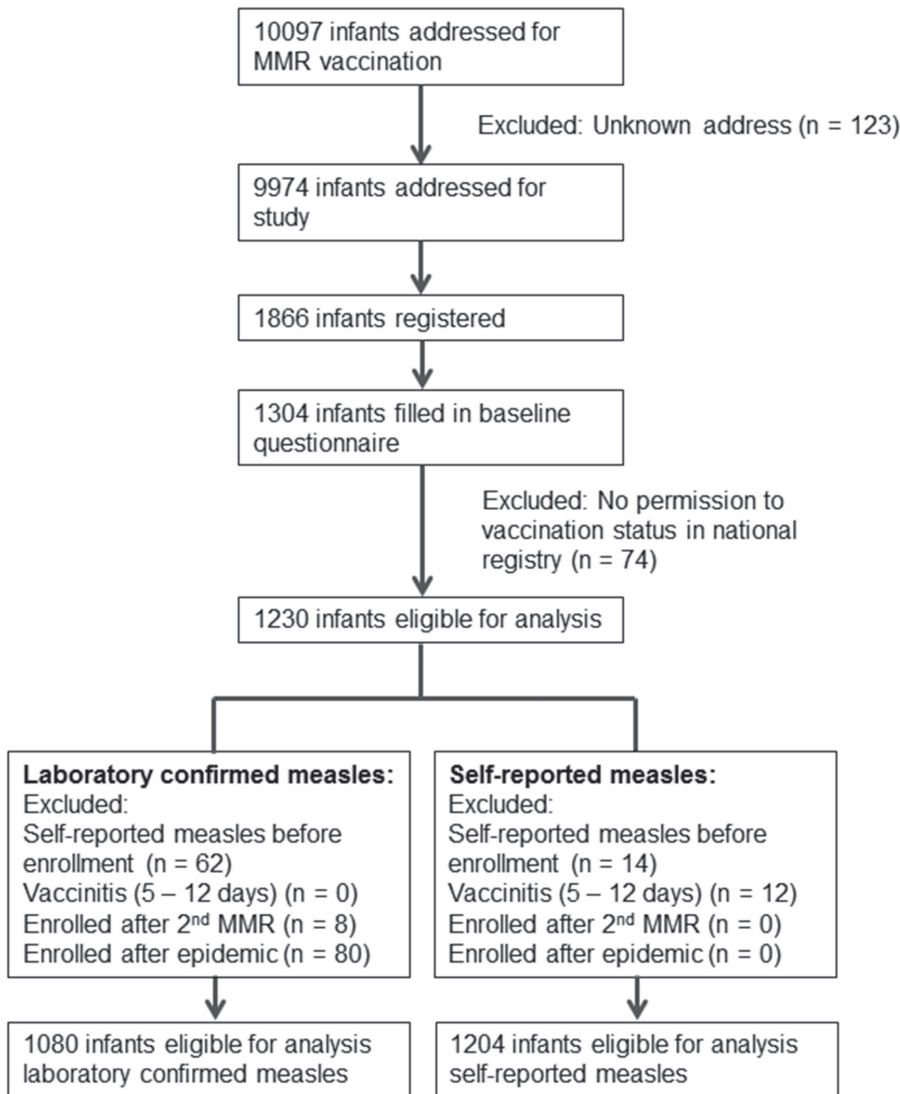 10097 infants addressed for
MMR vaccination
Excluded: Unknown address (n = 123)
9974 infants addressed for
study
1866 infants registered
1304 infants filled in baseline
questionnaire
Excluded: No permission to
vaccination status in national
registry (n = 74)
1230 infants eligible for analysis
Laboratory confirmed measles:
Excluded:
Self-reported measles before
enrollment (n = 62)
Vaccinitis (5 – 12 days) (n = 0)
Enrolled after 2nd MMR (n = 8)
Enrolled after epidemic (n = 80)
Self-reported measles:
Excluded:
Self-reported measles before
enrollment (n = 14)
Vaccinitis (5 – 12 days) (n = 12)
Enrolled after 2nd MMR (n = 0)
Enrolled after epidemic (n = 0)
1080 infants eligible for analysis
laboratory confirmed measles
1204 infants eligible for analysis
self-reported measles